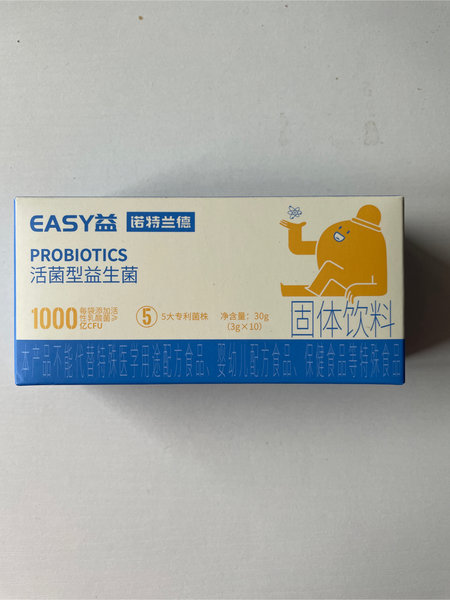 EASY益 诺特兰德
PROBIOTICS
活菌型益生菌
1000
每袋添加活
性乳酸菌≥
亿CFU
5
5大专利菌株
净含量：30g
(3g×10)
固体饮料
本产品不能代替特殊医学用途配方食品、婴幼儿配方食品、保健食品等特殊食品